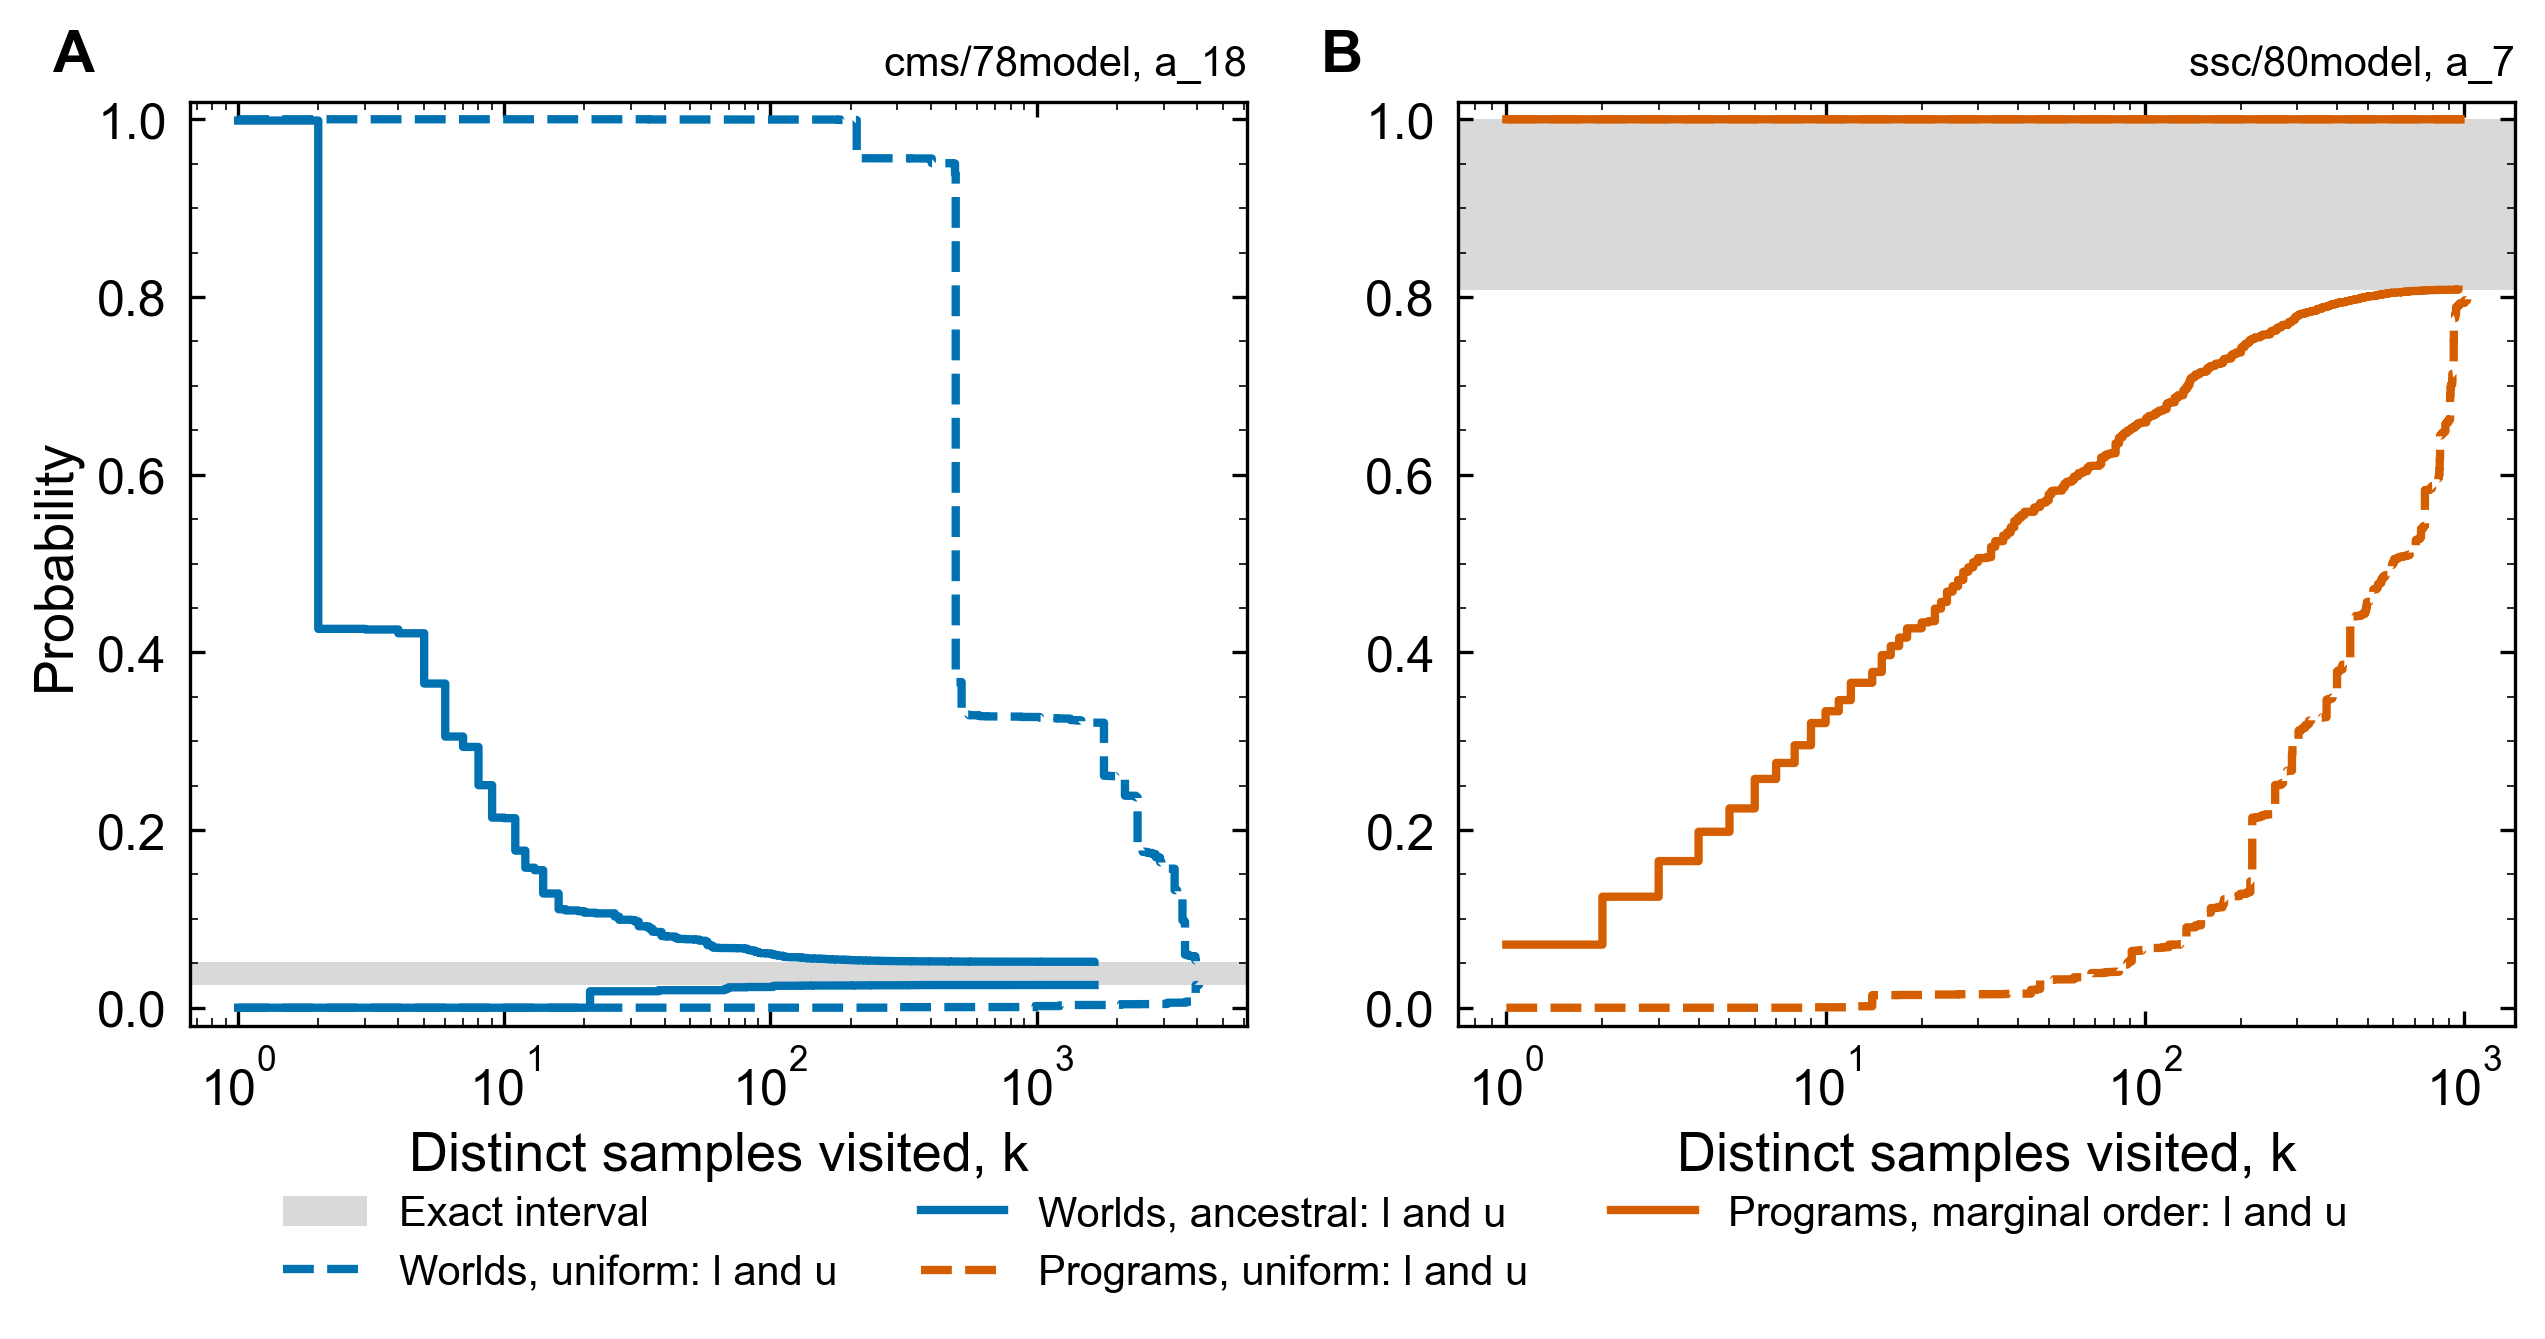 A
cms/78model, a_18
B
ssc/80model, a_7
Probability
1.0
0.8
0.6
0.4
0.2
0.0
10^0
10^1
10^2
10^3
Distinct samples visited, k
1.0
0.8
0.6
0.4
0.2
0.0
10^0
10^1
10^2
10^3
Distinct samples visited, k
Exact interval
Worlds, uniform: l and u
Worlds, ancestral: l and u
Programs, uniform: l and u
Programs, marginal order: l and u